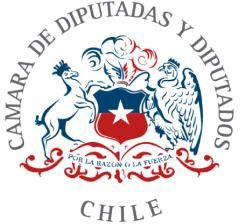 CAMARA DE DIPUTADAS Y DIPUTADOS
POR LA RAZON O LA FUERZA
CHILE